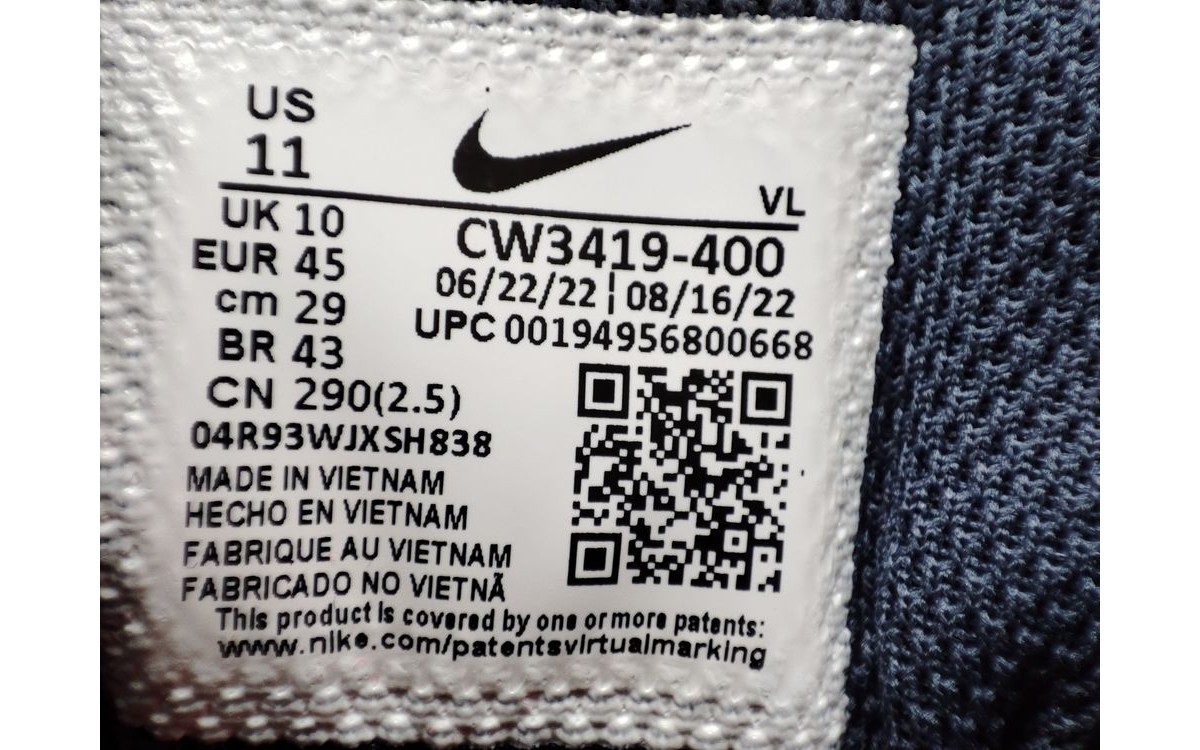 US
11
VL
UK 10
EUR 45
cm 29
BR 43
CN 290(2.5)
CW3419-400
06/22/22 | 08/16/22
UPC 00194956800668
04R93WJXSH838
MADE IN VIETNAM
HECHO EN VIETNAM
FABRIQUE AU VIETNAM
FABRICADO NO VIETNÃ
This product is covered by one or more patents:
www.nike.com/patentsvirtualmarking